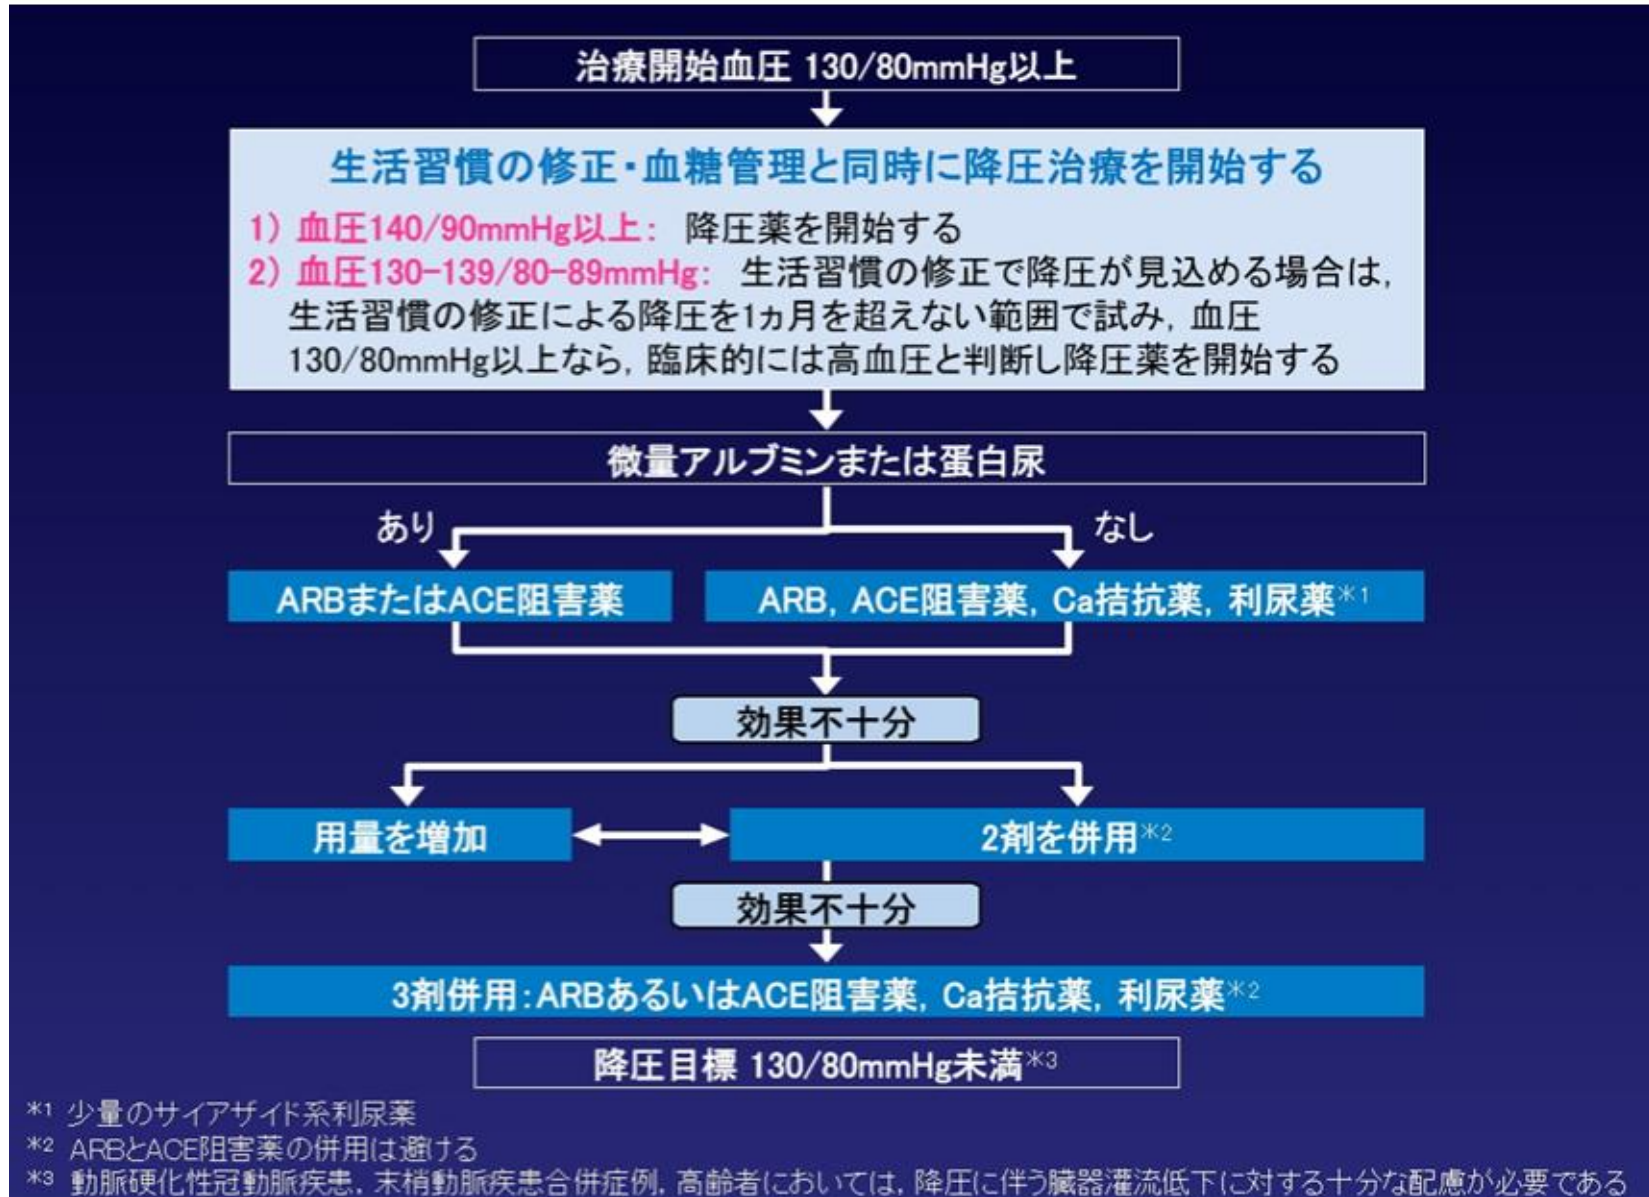 治療開始血圧 130/80mmHg以上
生活習慣の修正・血糖管理と同時に降圧治療を開始する
1) 血圧140/90mmHg以上: 降圧薬を開始する
2) 血圧130-139/80-89mmHg: 生活習慣の修正で降圧が見込める場合は,
生活習慣の修正による降圧を1ヵ月を超えない範囲で試み, 血圧
130/80mmHg以上なら, 臨床的には高血圧と判断し降圧薬を開始する
微量アルブミンまたは蛋白尿
あり
なし
ARBまたはACE阻害薬
ARB, ACE阻害薬, Ca拮抗薬, 利尿薬*1
効果不十分
用量を増加
2剤を併用*2
効果不十分
3剤併用:ARBあるいはACE阻害薬, Ca拮抗薬, 利尿薬*2
降圧目標 130/80mmHg未満*3
*1 少量のサイアザイド系利尿薬
*2 ARBとACE阻害薬の併用は避ける
*3 動脈硬化性冠動脈疾患, 末梢動脈疾患合併症例, 高齢者においては, 降圧に伴う臓器灌流低下に対する十分な配慮が必要である